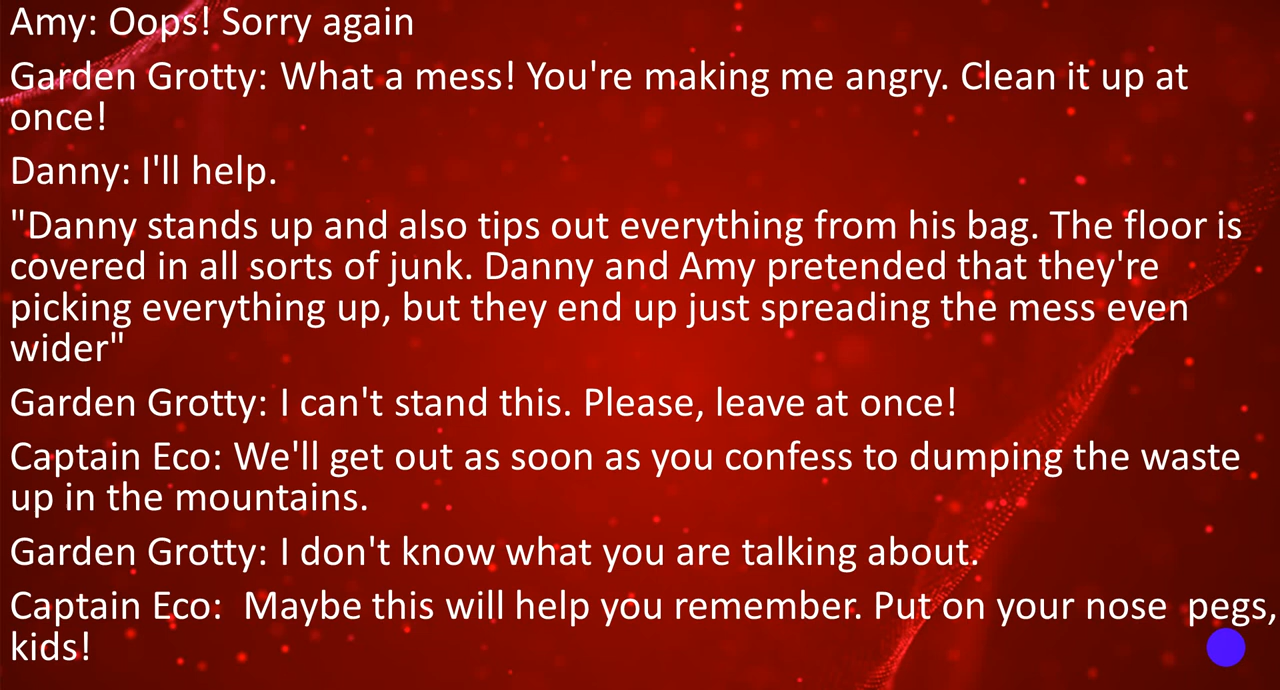 Amy: Oops! Sorry again
Garden Grotty: What a mess! You're making me angry. Clean it up at
once!
Danny: I'll help.
"Danny stands up and also tips out everything from his bag. The floor is
covered in all sorts of junk. Danny and Amy pretended that they're
picking everything up, but they end up just spreading the mess even
wider"
Garden Grotty: I can't stand this. Please, leave at once!
Captain Eco: We'll get out as soon as you confess to dumping the waste
up in the mountains.
Garden Grotty: I don't know what you are talking about.
Captain Eco:  Maybe this will help you remember. Put on your nose  pegs,
kids!